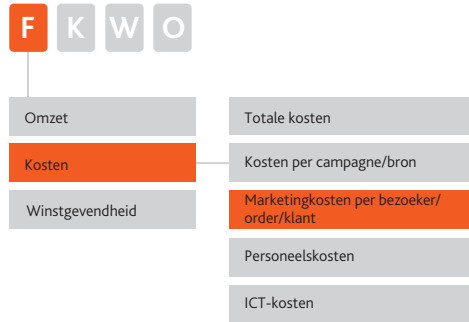 F K W O
Omzet
Kosten
Winstgevendheid
Totale kosten
Kosten per campagne/bron
Marketingkosten per bezoeker/
order/klant
Personeelskosten
ICT-kosten